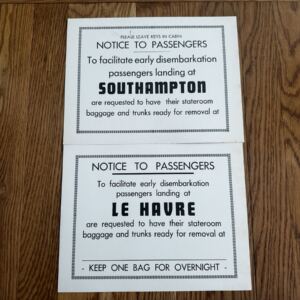 PLEASE LEAVE KEYS IN CABIN
NOTICE TO PASSENGERS
To facilitate early disembarkation
passengers landing at
SOUTHAMPTON
are requested to have their stateroom
baggage and trunks ready for removal at
NOTICE TO PASSENGERS
To facilitate early disembarkation
passengers landing at
LE HAVRE
are requested to have their stateroom
baggage and trunks ready for removal at
- KEEP ONE BAG FOR OVERNIGHT -